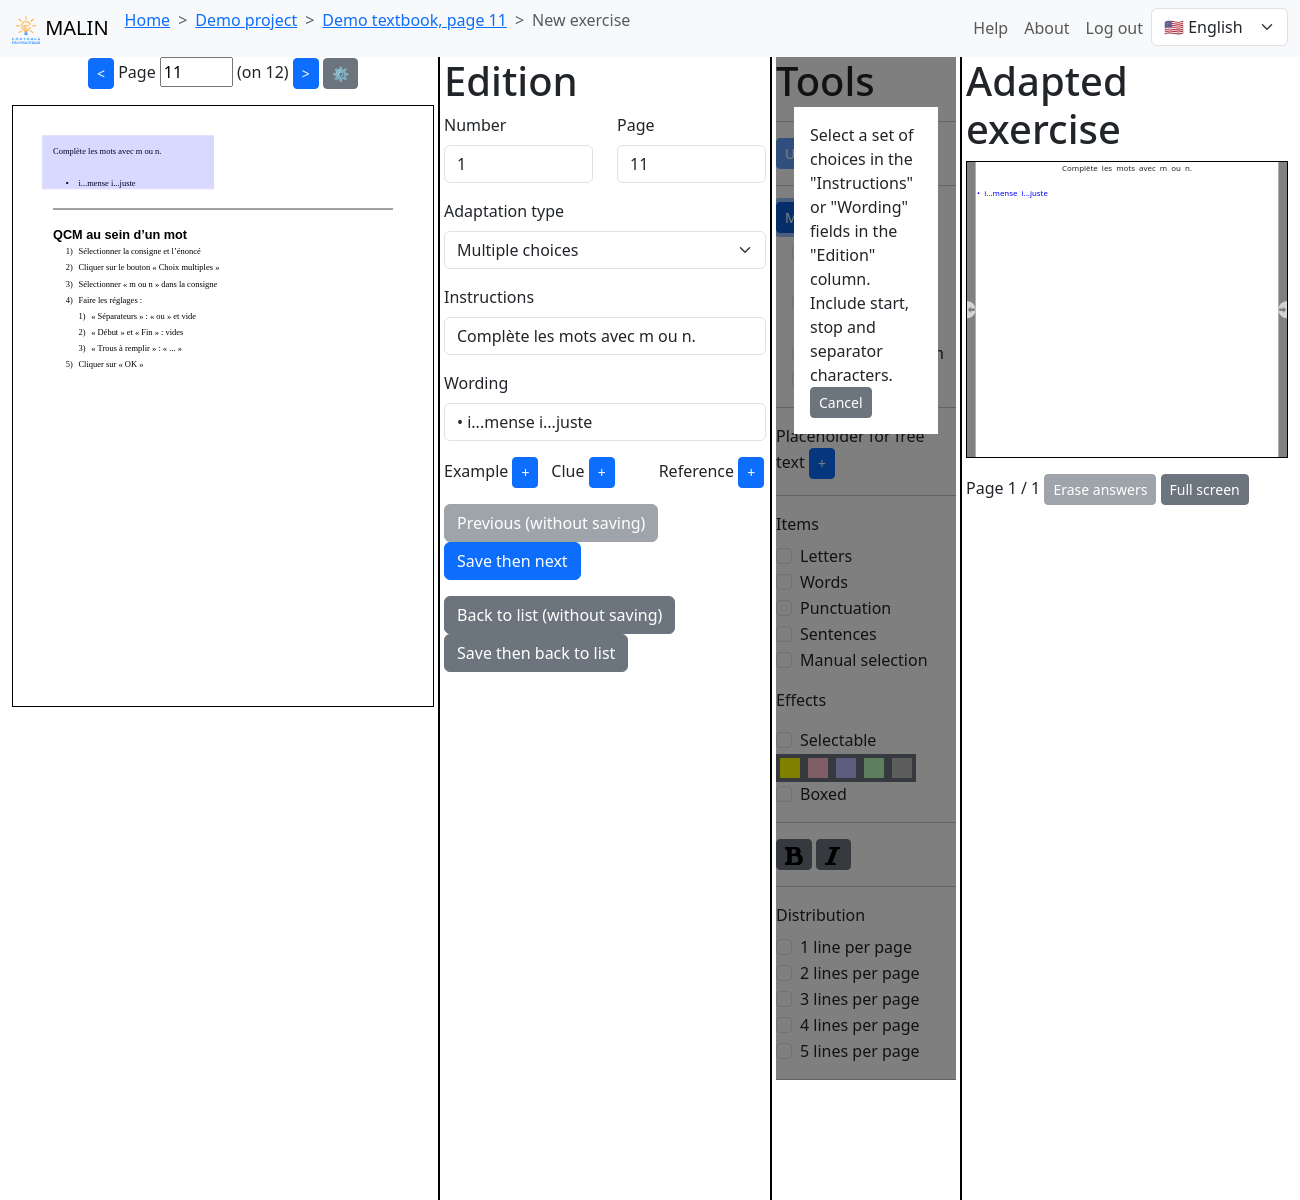 MALIN
Home > Demo project > Demo textbook, page 11 > New exercise
Help About Log out 🇺🇸 English
< Page 11 (on 12) > ⚙️
Complète les mots avec m ou n.
• i...mense i...juste
QCM au sein d’un mot
1) Sélectionner la consigne et l’énoncé
2) Cliquer sur le bouton « Choix multiples »
3) Sélectionner « m ou n » dans la consigne
4) Faire les réglages :
1) « Séparateurs » : « ou » et vide
2) « Début » et « Fin » : vides
3) « Trous à remplir » : « ... »
5) Cliquer sur « OK »
Edition
Number
Page
1
11
Adaptation type
Multiple choices
Instructions
Complète les mots avec m ou n.
Wording
• i...mense i...juste
Example + Clue + Reference +
Previous (without saving)
Save then next
Back to list (without saving)
Save then back to list
Tools
U
M
Select a set of
choices in the
"Instructions"
or "Wording"
fields in the
"Edition"
column.
Include start,
stop and
separator
characters.
Cancel
Placeholder for free
text +
Items
Letters
Words
Punctuation
Sentences
Manual selection
Effects
Selectable
Boxed
B I
Distribution
1 line per page
2 lines per page
3 lines per page
4 lines per page
5 lines per page
Adapted
exercise
Complète les mots avec m ou n.
• i...mense i...juste
Page 1 / 1 Erase answers Full screen